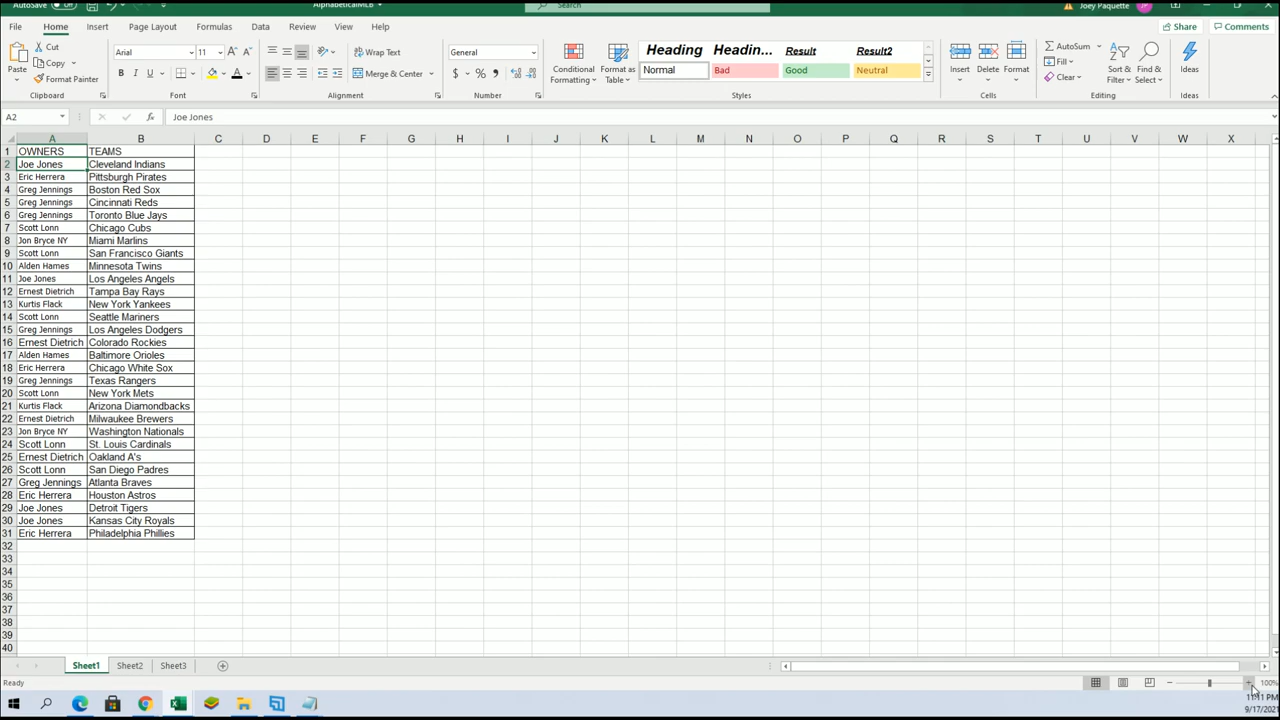 AutoSave Off AlphabeticalMLB Search Joey Paquette JP
File Home Insert Page Layout Formulas Data Review View Help Share Comments
Paste Cut Copy Format Painter Clipboard
Arial 11 B I U A A Font
Wrap Text Merge & Center Alignment
General $ % Number
Conditional Formatting Format as Table
Heading Headin... Result Result2
Normal Bad Good Neutral Styles
Insert Delete Format Cells
AutoSum Fill Clear Sort & Filter Find & Select Editing
Ideas Ideas
A2 fx Joe Jones
A B C D E F G H I J K L M N O P Q R S T U V W X
1 OWNERS TEAMS
2 Joe Jones Cleveland Indians
3 Eric Herrera Pittsburgh Pirates
4 Greg Jennings Boston Red Sox
5 Greg Jennings Cincinnati Reds
6 Greg Jennings Toronto Blue Jays
7 Scott Lonn Chicago Cubs
8 Jon Bryce NY Miami Marlins
9 Scott Lonn San Francisco Giants
10 Alden Hames Minnesota Twins
11 Joe Jones Los Angeles Angels
12 Ernest Dietrich Tampa Bay Rays
13 Kurtis Flack New York Yankees
14 Scott Lonn Seattle Mariners
15 Greg Jennings Los Angeles Dodgers
16 Ernest Dietrich Colorado Rockies
17 Alden Hames Baltimore Orioles
18 Eric Herrera Chicago White Sox
19 Greg Jennings Texas Rangers
20 Scott Lonn New York Mets
21 Kurtis Flack Arizona Diamondbacks
22 Ernest Dietrich Milwaukee Brewers
23 Jon Bryce NY Washington Nationals
24 Scott Lonn St. Louis Cardinals
25 Ernest Dietrich Oakland A's
26 Scott Lonn San Diego Padres
27 Greg Jennings Atlanta Braves
28 Eric Herrera Houston Astros
29 Joe Jones Detroit Tigers
30 Joe Jones Kansas City Royals
31 Eric Herrera Philadelphia Phillies
32
33
34
35
36
37
38
39
40
Sheet1 Sheet2 Sheet3
Ready 100%
11:11 PM